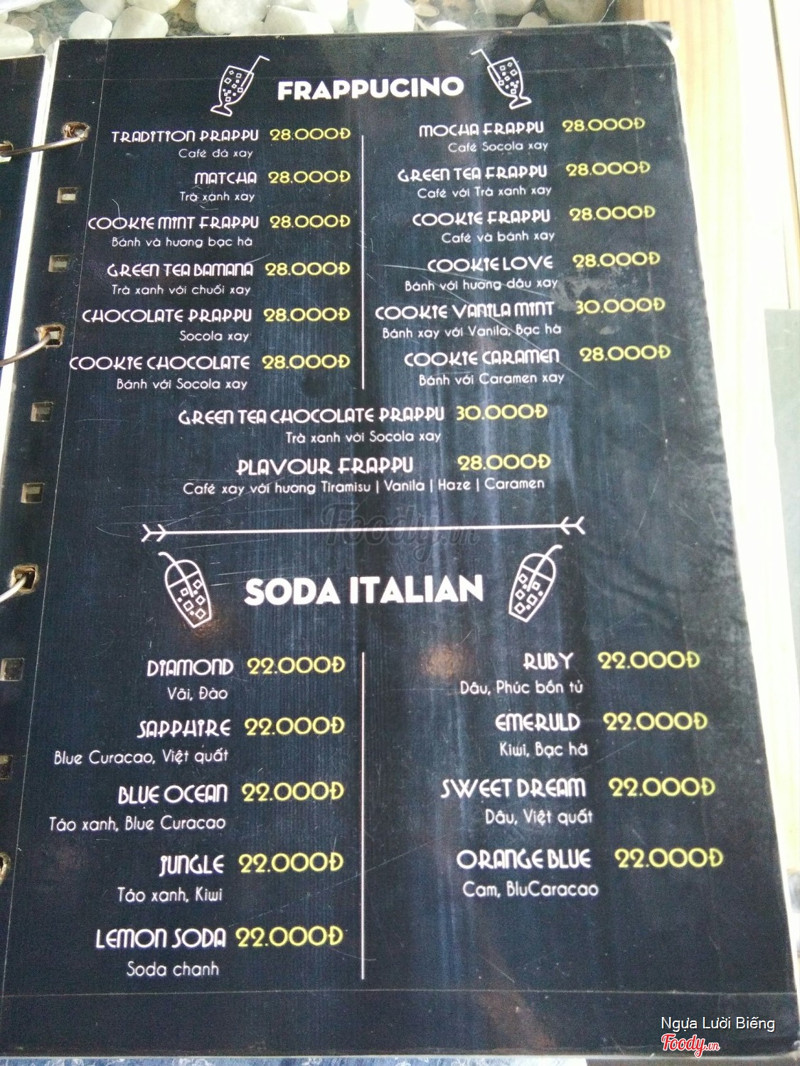 FRAPPUCINO
TRADITION PRAPPU 28.000Đ
Café đá xay
MATCHA 28.000Đ
Trà xanh xay
COOKIE MINT FRAPPU 28.000Đ
Bánh và hương bạc hà
GREEN TEA BAMANA 28.000Đ
Trà xanh với chuối xay
CHOCOLATE PRAPPU 28.000Đ
Socola xay
COOKIE CHOCOLATE 28.000Đ
Bánh với Socola xay
MOCHA FRAPPU 28.000Đ
Café Socola xay
GREEN TEA FRAPPU 28.000Đ
Café với Trà xanh xay
COOKIE FRAPPU 28.000Đ
Café và bánh xay
COOKIE LOVE 28.000Đ
Bánh với hương dâu xay
COOKIE VANILA MINT 30.000Đ
Bánh xay với Vanila, Bạc hà
COOKIE CARAMEN 28.000Đ
Bánh với Caramen xay
GREEN TEA CHOCOLATE PRAPPU 30.000Đ
Trà xanh với Socola xay
PLAVOUR FRAPPU 28.000Đ
Café xay với hương Tiramisu | Vanila | Haze | Caramen
Foody.vn
SODA ITALIAN
DIAMOND 22.000Đ
Vải, Đào
SAPPHIRE 22.000Đ
Blue Curacao, Việt quất
BLUE OCEAN 22.000Đ
Táo xanh, Blue Curacao
JUNGLE 22.000Đ
Táo xanh, Kiwi
LEMON SODA 22.000Đ
Soda chanh
RUBY 22.000Đ
Dâu, Phúc bồn tử
EMERULD 22.000Đ
Kiwi, Bạc hà
SWEET DREAM 22.000Đ
Dâu, Việt quất
ORANGE BLUE 22.000Đ
Cam, BluCaracao
Ngựa Lười Biếng
Foody.vn